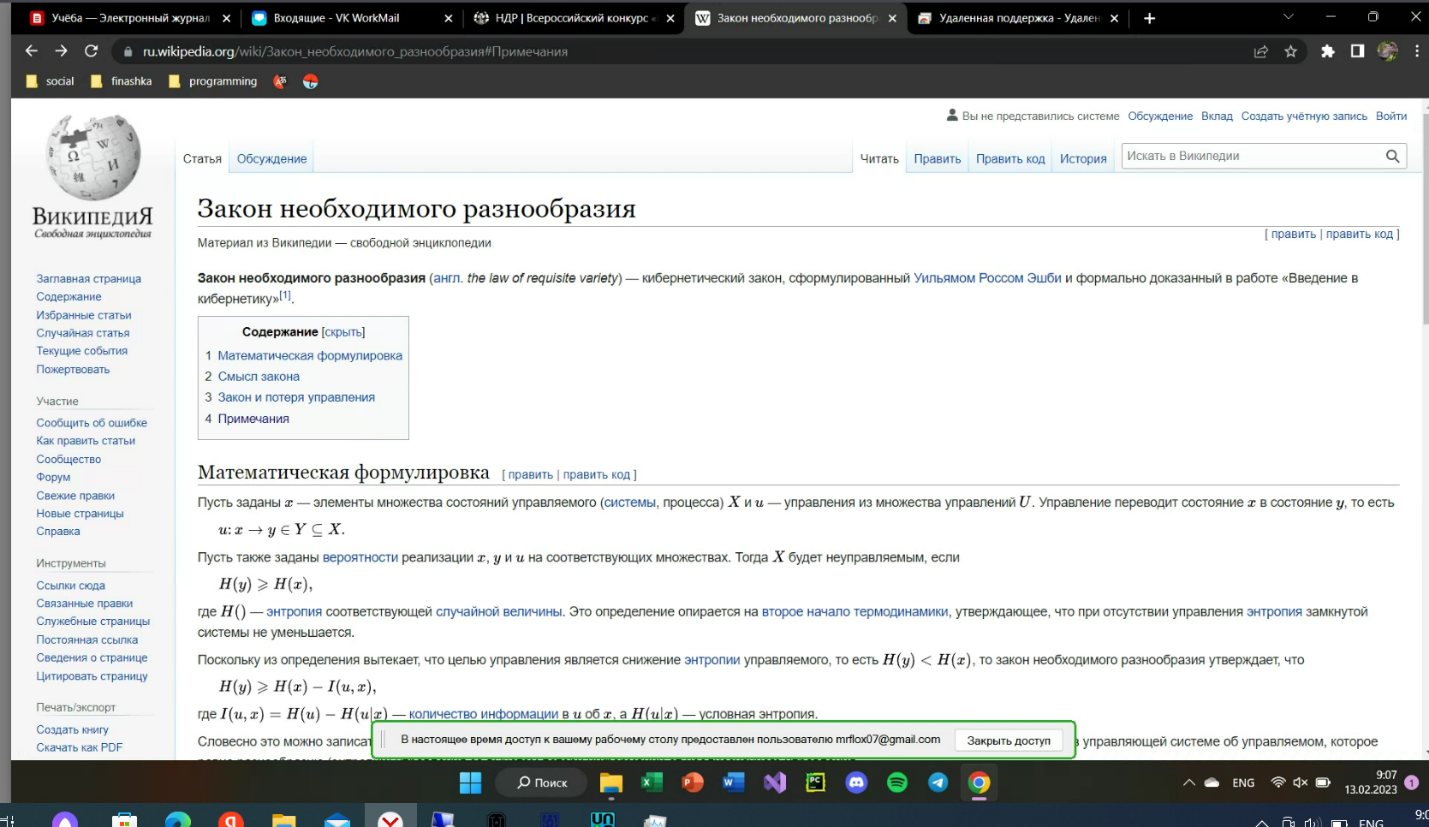 Учёба — Электронный журнал
Входящие - VK WorkMail
НДР | Всероссийский конкурс «
Закон необходимого разнообр
Удаленная поддержка - Удален
ru.wikipedia.org/wiki/Закон_необходимого_разнообразия#Примечания
social finashka programming
Вы не представились системе Обсуждение Вклад Создать учётную запись Войти
Статья Обсуждение Читать Править Править код История Искать в Википедии
ВикипедиЯ
Свободная энциклопедия
Заглавная страница
Содержание
Избранные статьи
Случайная статья
Текущие события
Пожертвовать
Участие
Сообщить об ошибке
Как править статьи
Сообщество
Форум
Свежие правки
Новые страницы
Справка
Инструменты
Ссылки сюда
Связанные правки
Служебные страницы
Постоянная ссылка
Сведения о странице
Цитировать страницу
Печать/экспорт
Создать книгу
Скачать как PDF
Закон необходимого разнообразия
[ править | править код ]
Материал из Википедии — свободной энциклопедии
Закон необходимого разнообразия (англ. the law of requisite variety) — кибернетический закон, сформулированный Уильямом Россом Эшби и формально доказанный в работе «Введение в
кибернетику»[1].
Содержание [скрыть]
1 Математическая формулировка
2 Смысл закона
3 Закон и потеря управления
4 Примечания
Математическая формулировка [ править | править код ]
Пусть заданы x — элементы множества состояний управляемого (системы, процесса) X и u — управления из множества управлений U. Управление переводит состояние x в состояние y, то есть
u: x → y ∈ Y ⊆ X.
Пусть также заданы вероятности реализации x, y и u на соответствующих множествах. Тогда X будет неуправляемым, если
H(y) ⩾ H(x),
где H() — энтропия соответствующей случайной величины. Это определение опирается на второе начало термодинамики, утверждающее, что при отсутствии управления энтропия замкнутой
системы не уменьшается.
Поскольку из определения вытекает, что целью управления является снижение энтропии управляемого, то есть H(y) < H(x), то закон необходимого разнообразия утверждает, что
H(y) ⩾ H(x) − I(u, x),
где I(u, x) = H(u) − H(u|x) — количество информации в u об x, а H(u|x) — условная энтропия.
Словесно это можно записат
в управляющей системе об управляемом, которое
В настоящее время доступ к вашему рабочему столу предоставлен пользователю mrflox07@gmail.com Закрыть доступ
Поиск
ENG
9:07
13.02.2023
1
ENG